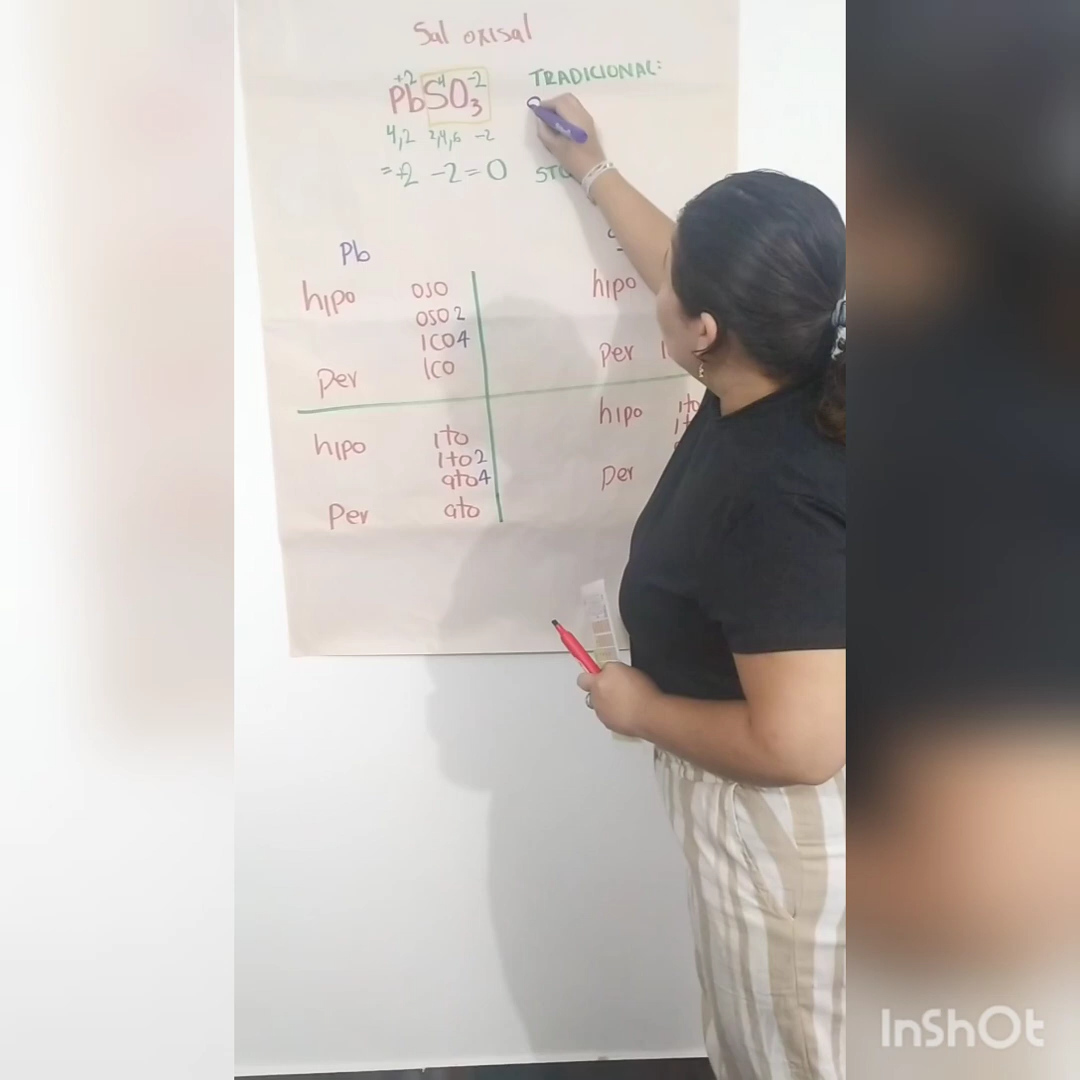 Sal oxisal
+2 4 -2
PbSO3
4,2 2,4,6 -2
=+2 -2=0
TRADICIONAL:
Pb
hipo oso
oso 2
ico 4
per ico
hipo ito
ito 2
ato 4
Per ato
hipo
per
hipo ito
per
InShOt